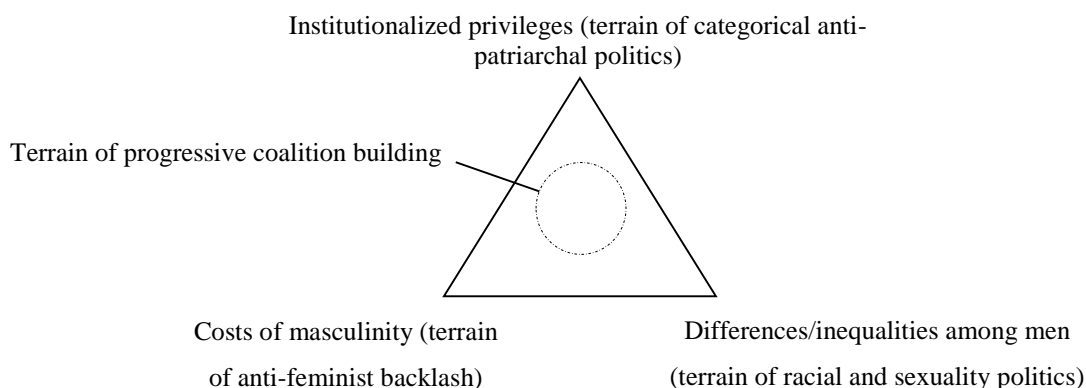 Institutionalized privileges (terrain of categorical anti-
patriarchal politics)
Terrain of progressive coalition building
Costs of masculinity (terrain
of anti-feminist backlash)
Differences/inequalities among men
(terrain of racial and sexuality politics)